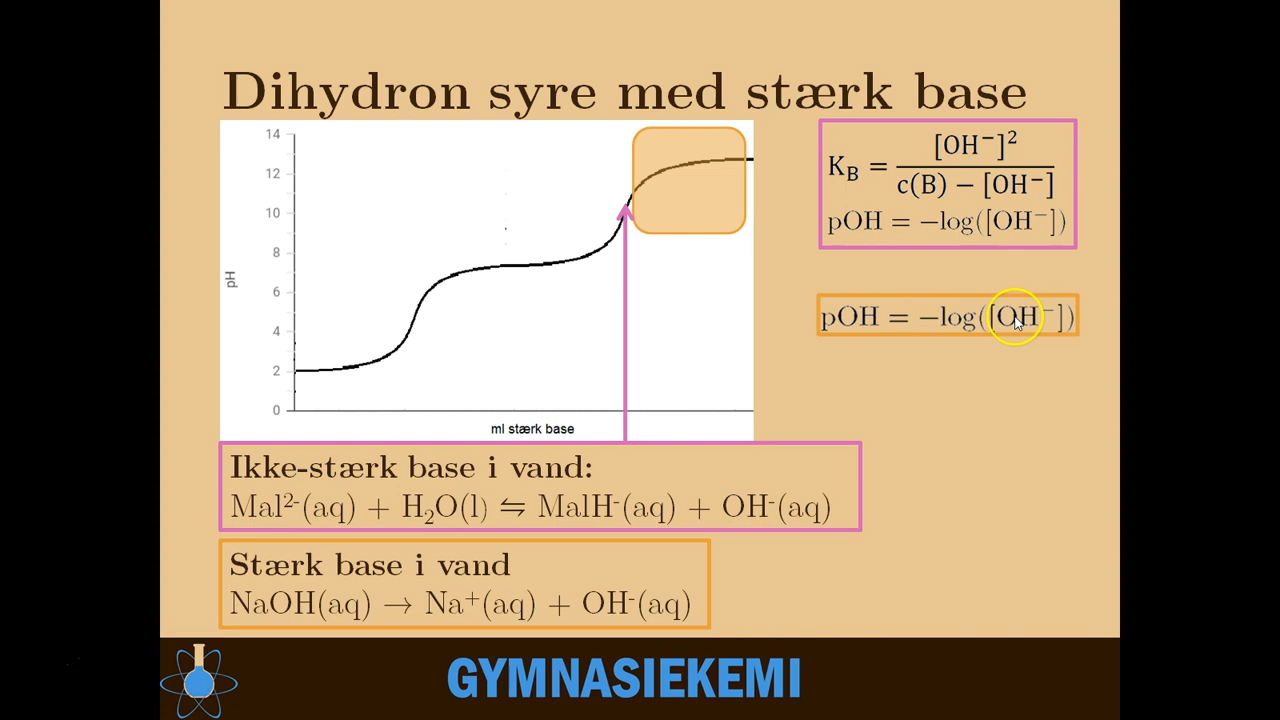 Dihydron syre med stærk base
14
12
10
8
6
4
2
0
pH
ml stærk base
K_B = [OH⁻]² / (c(B) − [OH⁻])
pOH = −log([OH⁻])
pOH = −log([OH⁻])
Ikke-stærk base i vand:
Mal²⁻(aq) + H₂O(l) ⇋ MalH⁻(aq) + OH⁻(aq)
Stærk base i vand
NaOH(aq) → Na⁺(aq) + OH⁻(aq)
GYMNASIEKEMI